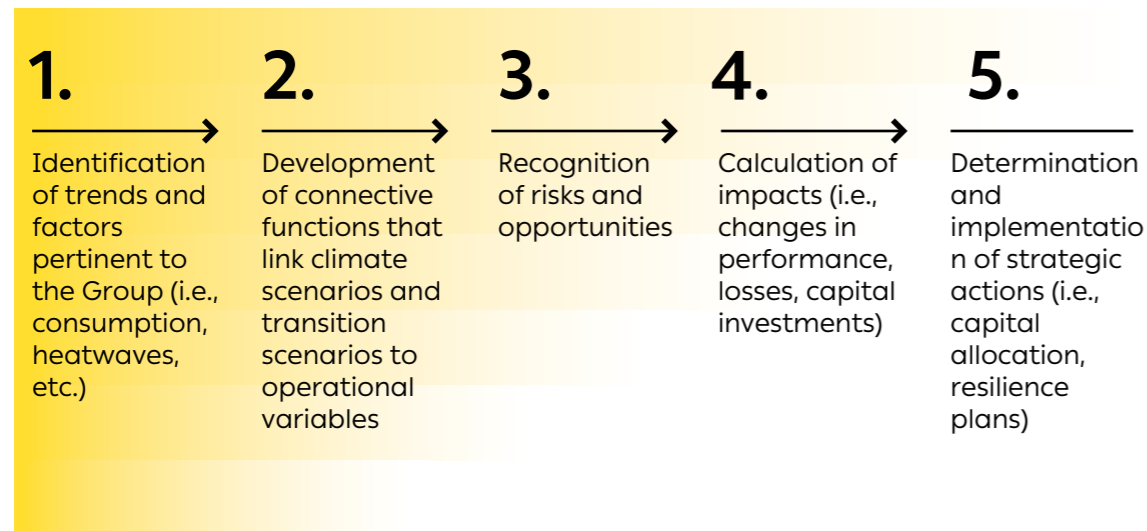 1.
Identification
of trends and
factors
pertinent to
the Group (i.e.,
consumption,
heatwaves,
etc.)
2.
Development
of connective
functions that
link climate
scenarios and
transition
scenarios to
operational
variables
3.
Recognition
of risks and
opportunities
4.
Calculation of
impacts (i.e.,
changes in
performance,
losses, capital
investments)
5.
Determination
and
implementatio
n of strategic
actions (i.e.,
capital
allocation,
resilience
plans)